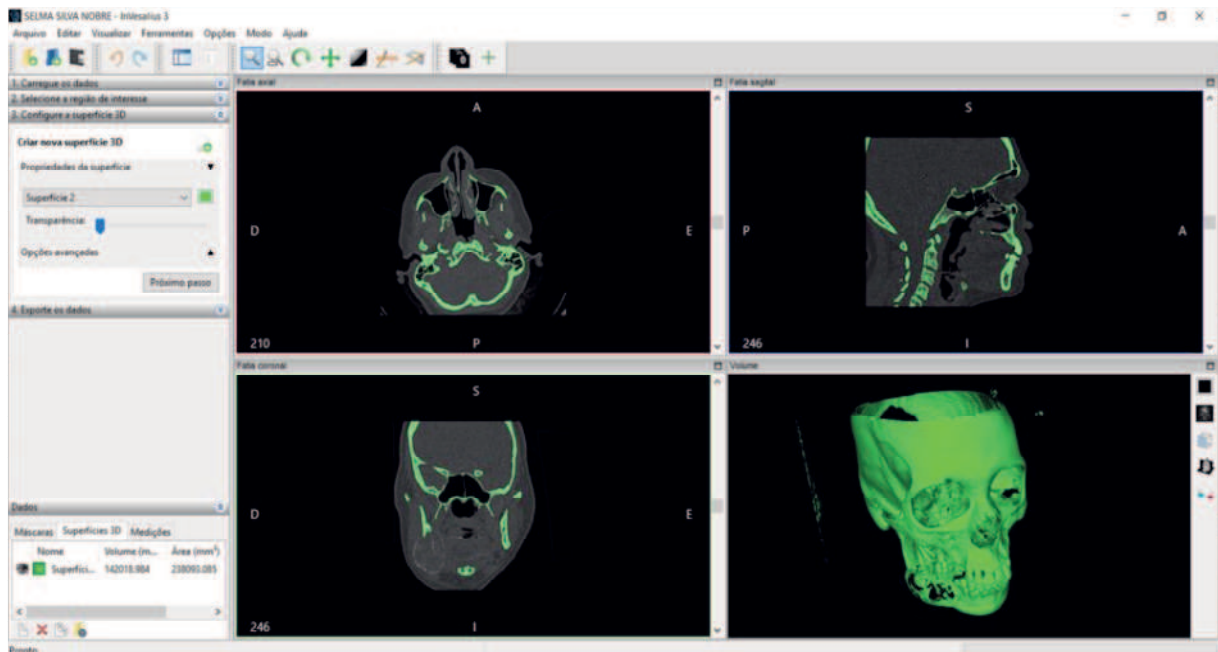 SELMA SILVA NOBRE - InVesalius 3
Arquivo Editar Visualizar Ferramentas Opções Modo Ajuda
1. Carregue os dados
2. Selecione a região de interesse
3. Configure a superfície 3D
Criar nova superfície 3D
Propriedades da superfície
Superfície 2
Transparência:
Opções avançadas
Próximo passo
4. Exporte os dados
Dados
Máscaras Superfícies 3D Medições
Nome Volume (m... Área (mm²)
Superfíci... 142018.984 238093.085
Pronto
Fatia axial
A
D E
210 P
Fatia sagital
S
P A
246 I
Fatia coronal
S
D E
246 I
Volume